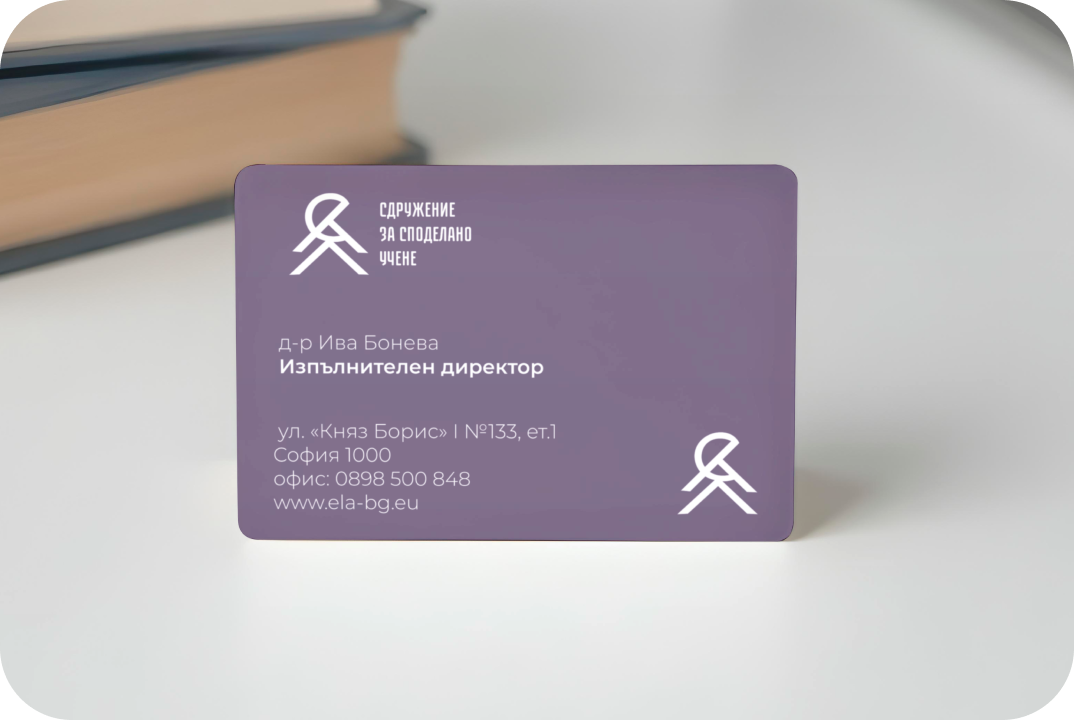 СДРУЖЕНИЕ
ЗА СПОДЕЛАНО
УЧЕНЕ
д-р Ива Бонева
Изпълнителен директор
ул. «Княз Борис» I №133, ет.1
София 1000
офис: 0898 500 848
www.ela-bg.eu